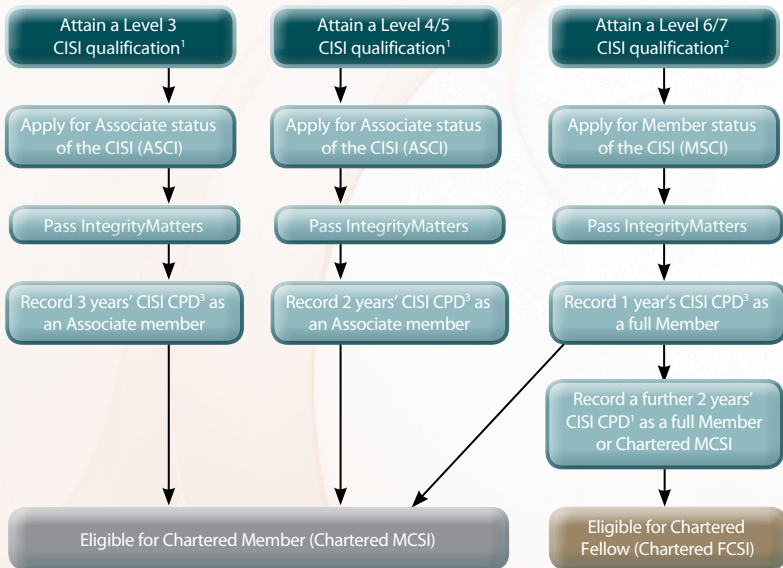 Attain a Level 3
CISI qualification¹
Attain a Level 4/5
CISI qualification¹
Attain a Level 6/7
CISI qualification²
Apply for Associate status
of the CISI (ASCI)
Apply for Associate status
of the CISI (ASCI)
Apply for Member status
of the CISI (MSCI)
Pass IntegrityMatters
Pass IntegrityMatters
Pass IntegrityMatters
Record 3 years’ CISI CPD³ as
an Associate member
Record 2 years’ CISI CPD³ as
an Associate member
Record 1 year’s CISI CPD³ as
a full Member
Record a further 2 years’
CISI CPD¹ as a full Member
or Chartered MCSI
Eligible for Chartered Member (Chartered MCSI)
Eligible for Chartered
Fellow (Chartered FCSI)